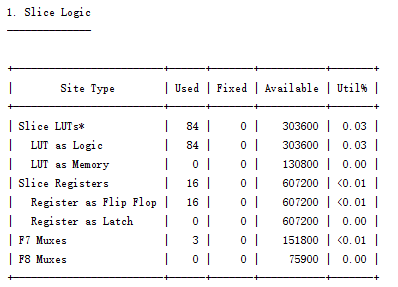 1. Slice Logic
--------------
+----------------------------+------+-------+-----------+-------+
|          Site Type         | Used | Fixed | Available | Util% |
+----------------------------+------+-------+-----------+-------+
| Slice LUTs*                |   84 |     0 |    303600 |  0.03 |
|   LUT as Logic             |   84 |     0 |    303600 |  0.03 |
|   LUT as Memory            |    0 |     0 |    130800 |  0.00 |
| Slice Registers            |   16 |     0 |    607200 | <0.01 |
|   Register as Flip Flop    |   16 |     0 |    607200 | <0.01 |
|   Register as Latch        |    0 |     0 |    607200 |  0.00 |
| F7 Muxes                   |    3 |     0 |    151800 | <0.01 |
| F8 Muxes                   |    0 |     0 |     75900 |  0.00 |
+----------------------------+------+-------+-----------+-------+